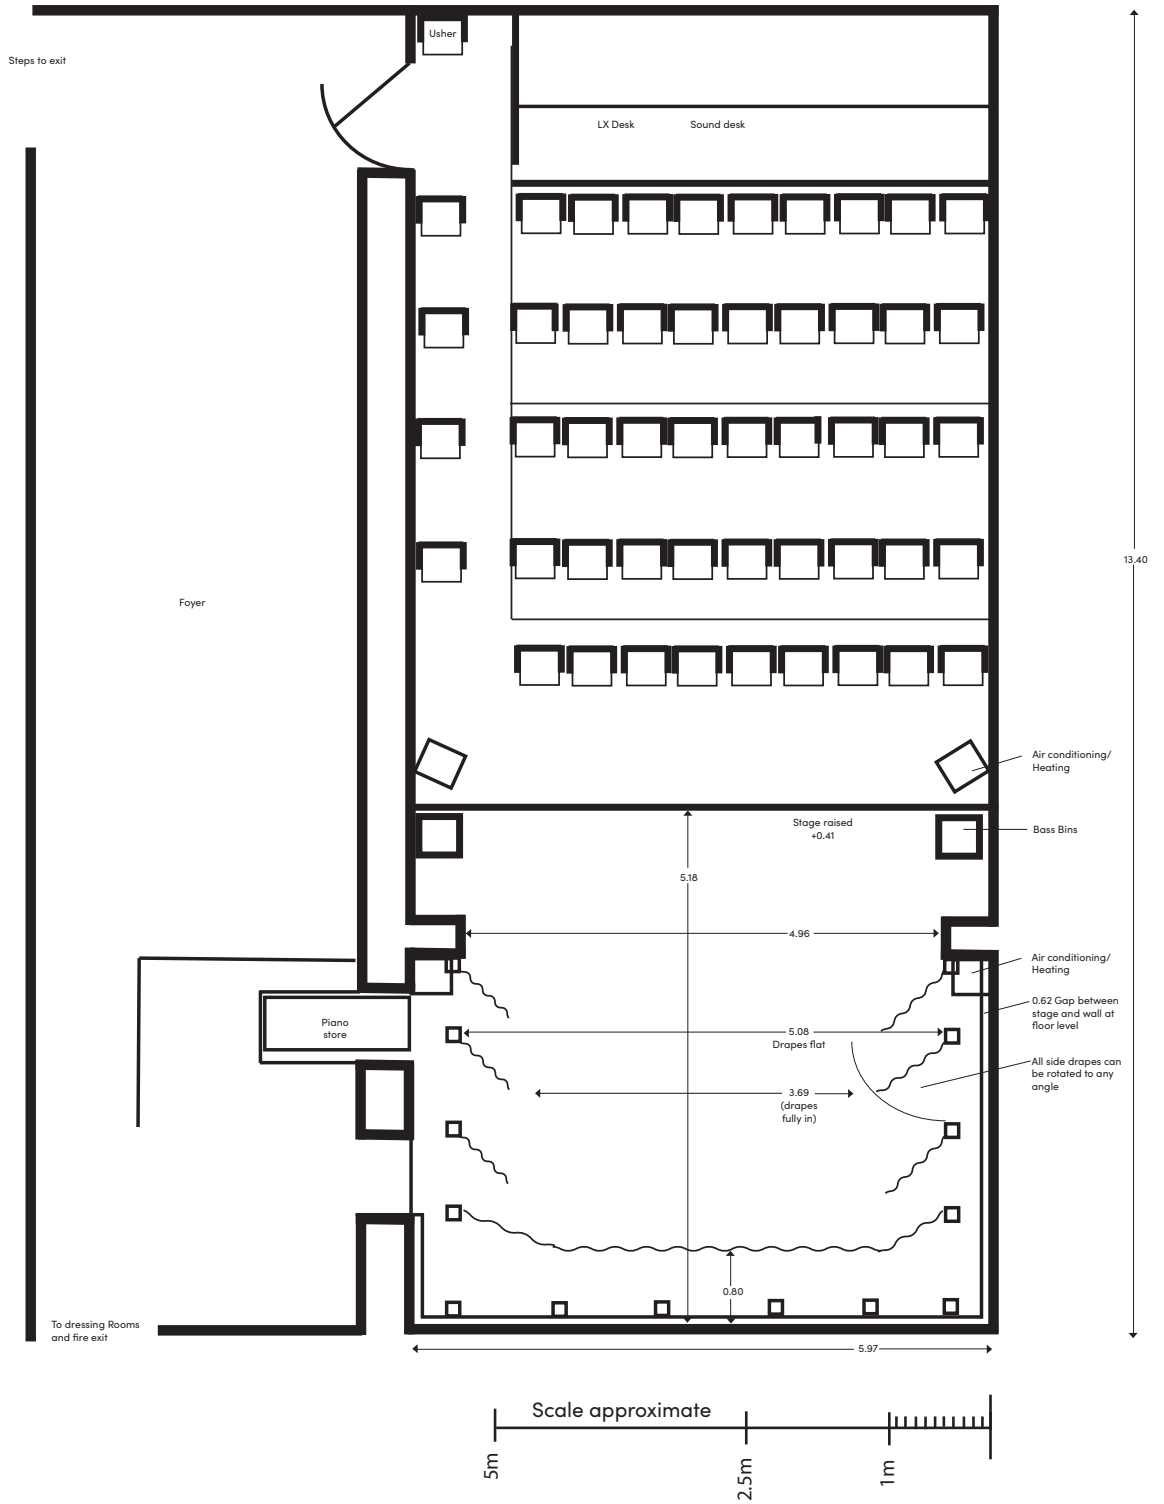 Usher
Steps to exit
LX Desk
Sound desk
13.40
Foyer
Air conditioning/
Heating
Stage raised
+0.41
Bass Bins
5.18
4.96
Air conditioning/
Heating
0.62 Gap between
stage and wall at
floor level
Piano
store
5.08
Drapes flat
All side drapes can
be rotated to any
angle
3.69
(drapes
fully in)
0.80
To dressing Rooms
and fire exit
5.97
Scale approximate
5m
2.5m
1m